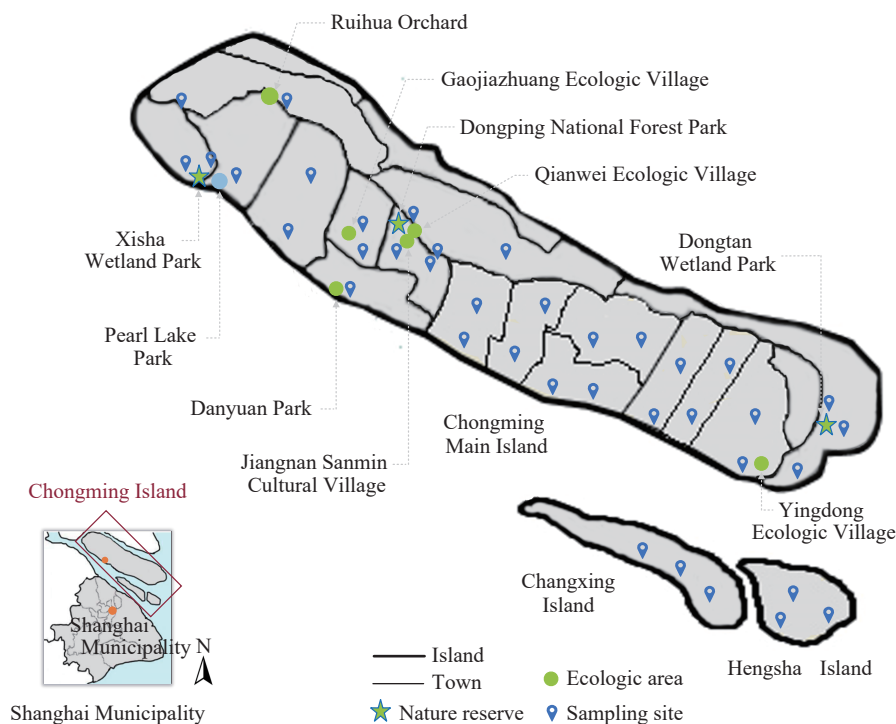 Ruihua Orchard
Gaojiazhuang Ecologic Village
Dongping National Forest Park
Qianwei Ecologic Village
Xisha
Wetland Park
Dongtan
Wetland Park
Pearl Lake
Park
Danyuan Park
Chongming
Main Island
Jiangnan Sanmin
Cultural Village
Chongming Island
Yingdong
Ecologic Village
Changxing
Island
Shanghai
Municipality
N
Hengsha Island
Island
Town
Ecologic area
Nature reserve
Sampling site
Shanghai Municipality